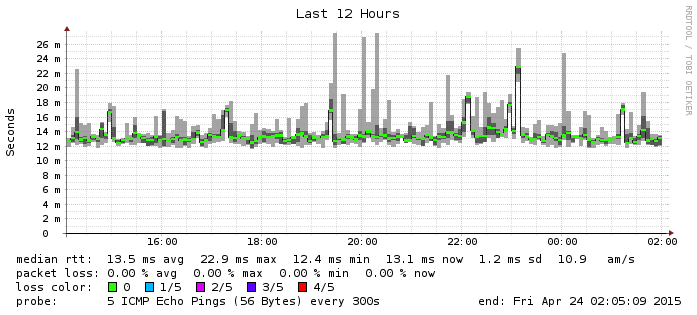 Last 12 Hours
RRDTOOL / TOBI OETIKER
Seconds
26 m
24 m
22 m
20 m
18 m
16 m
14 m
12 m
10 m
8 m
6 m
4 m
2 m
0
16:00 18:00 20:00 22:00 00:00 02:00
median rtt: 13.5 ms avg 22.9 ms max 12.4 ms min 13.1 ms now 1.2 ms sd 10.9 am/s
packet loss: 0.00 % avg 0.00 % max 0.00 % min 0.00 % now
loss color: 0 1/5 2/5 3/5 4/5
probe: 5 ICMP Echo Pings (56 Bytes) every 300s end: Fri Apr 24 02:05:09 2015